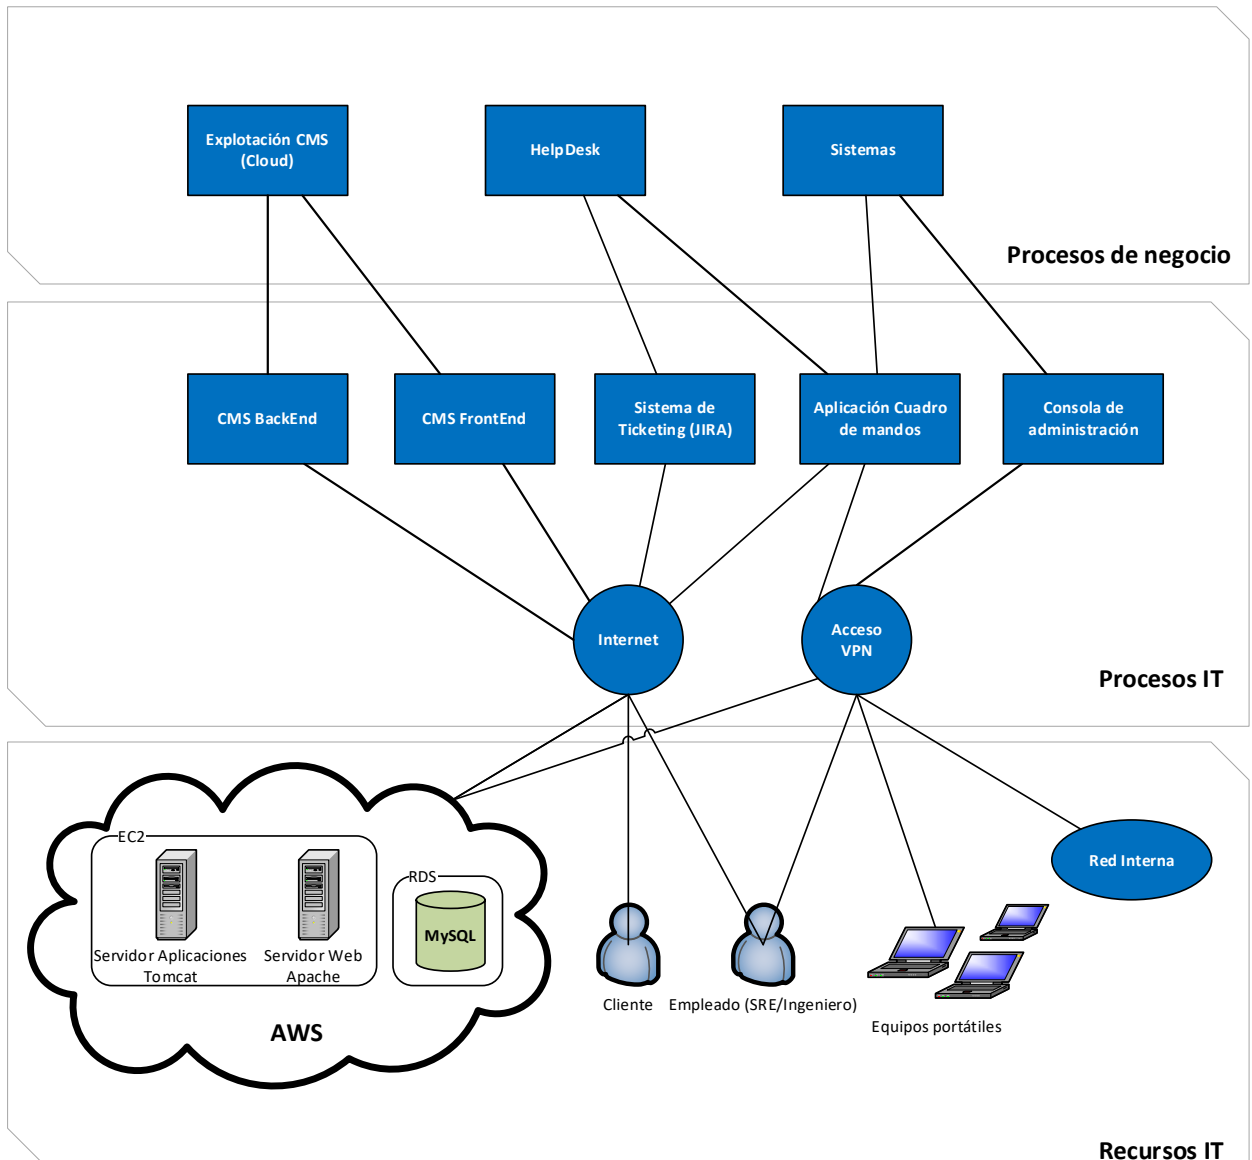 Explotación CMS
(Cloud)
HelpDesk
Sistemas
Procesos de negocio
CMS BackEnd
CMS FrontEnd
Sistema de
Ticketing (JIRA)
Aplicación Cuadro
de mandos
Consola de
administración
Internet
Acceso
VPN
Procesos IT
EC2
Servidor Aplicaciones
Tomcat
Servidor Web
Apache
RDS
MySQL
AWS
Cliente
Empleado (SRE/Ingeniero)
Equipos portátiles
Red Interna
Recursos IT